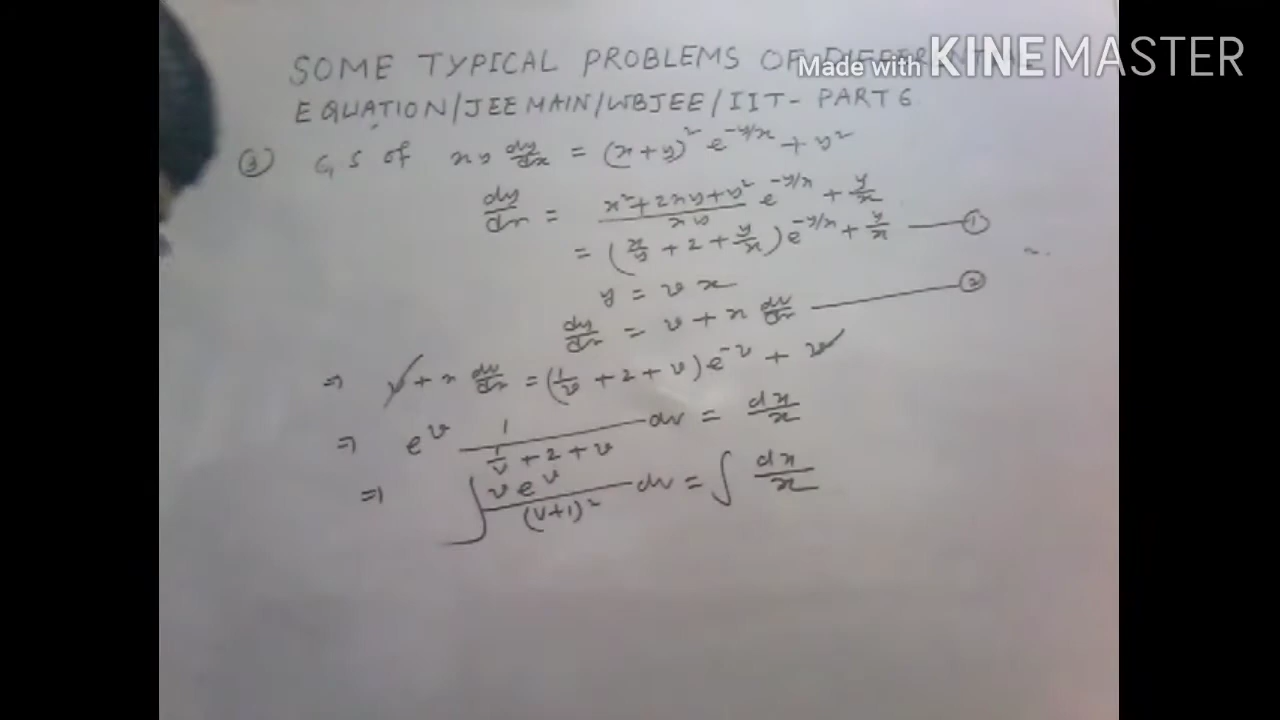 SOME TYPICAL PROBLEMS OF
Made with KINEMASTER
EQUATION/JEE MAIN/WBJEE/IIT- PART 6
③ G S of xy dy/dx = (x+y)² e^(-y/x) + y²
dy/dx = (x²+2xy+y²)/(xy) e^(-y/x) + y/x
= (x/y + 2 + y/x) e^(-y/x) + y/x — ①
y = v x
dy/dx = v + x dv/dx — ②
⇒ v + x dv/dx = (1/v + 2 + v) e^(-v) + v
⇒ e^v 1/(1/v + 2 + v) dv = dx/x
⇒ ∫ v e^v/(v+1)² dv = ∫ dx/x